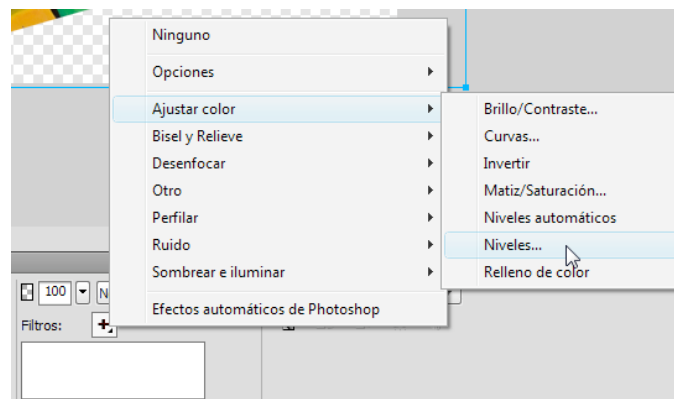 Ninguno
Opciones
Ajustar color
Bisel y Relieve
Desenfocar
Otro
Perfilar
Ruido
Sombrear e iluminar
Efectos automáticos de Photoshop
Brillo/Contraste...
Curvas...
Invertir
Matiz/Saturación...
Niveles automáticos
Niveles...
Relleno de color
100 N
Filtros: